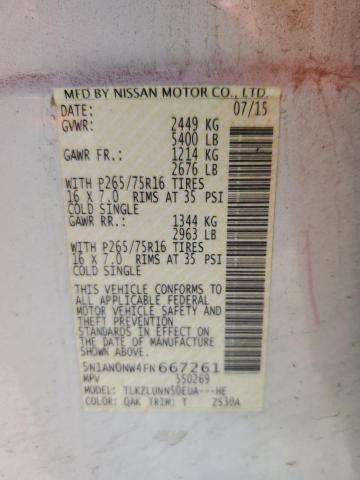 MFD BY NISSAN MOTOR CO., LTD.
DATE: 07/15
GVWR: 2449 KG
5400 LB
GAWR FR.: 1214 KG
2676 LB
WITH P265/75R16 TIRES
16 X 7.0 RIMS AT 35 PSI
COLD SINGLE
GAWR RR.: 1344 KG
2963 LB
WITH P265/75R16 TIRES
16 X 7.0 RIMS AT 35 PSI
COLD SINGLE
THIS VEHICLE CONFORMS TO
ALL APPLICABLE FEDERAL
MOTOR VEHICLE SAFETY AND
THEFT PREVENTION
STANDARDS IN EFFECT ON
THE DATE OF MANUFACTURE
SHOWN ABOVE.
5N1AN0NW4FN667261
MPV 550269
MODEL: TLKZLUNN50EUA---HE
COLOR: QAK TRIM: T Z530A